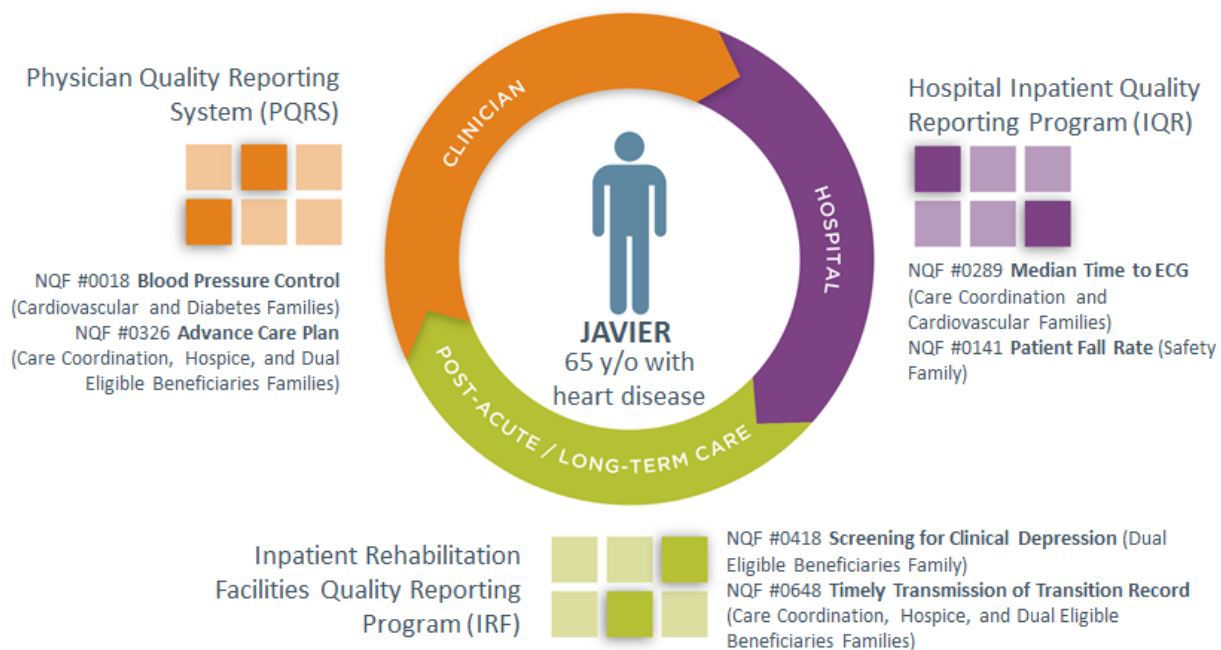 Physician Quality Reporting
System (PQRS)
NQF #0018 Blood Pressure Control
(Cardiovascular and Diabetes Families)
NQF #0326 Advance Care Plan
(Care Coordination, Hospice, and Dual
Eligible Beneficiaries Families)
CLINICIAN
HOSPITAL
POST-ACUTE / LONG-TERM CARE
JAVIER
65 y/o with
heart disease
Hospital Inpatient Quality
Reporting Program (IQR)
NQF #0289 Median Time to ECG
(Care Coordination and
Cardiovascular Families)
NQF #0141 Patient Fall Rate (Safety
Family)
Inpatient Rehabilitation
Facilities Quality Reporting
Program (IRF)
NQF #0418 Screening for Clinical Depression (Dual
Eligible Beneficiaries Family)
NQF #0648 Timely Transmission of Transition Record
(Care Coordination, Hospice, and Dual Eligible
Beneficiaries Families)